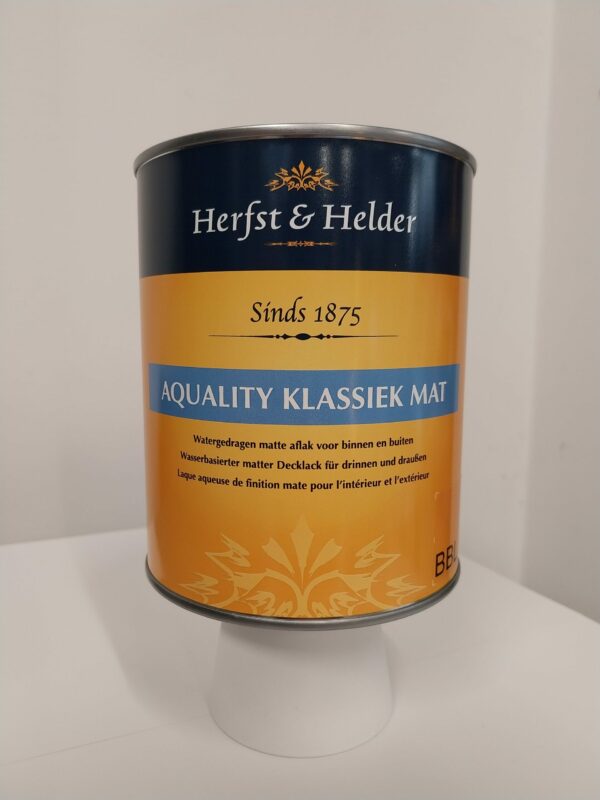 Herfst & Helder
Sinds 1875
AQUALITY KLASSIEK MAT
Watergedragen matte aflak voor binnen en buiten
Wasserbasierter matter Decklack für drinnen und draußen
Laque aqueuse de finition mate pour l'intérieur et l'extérieur